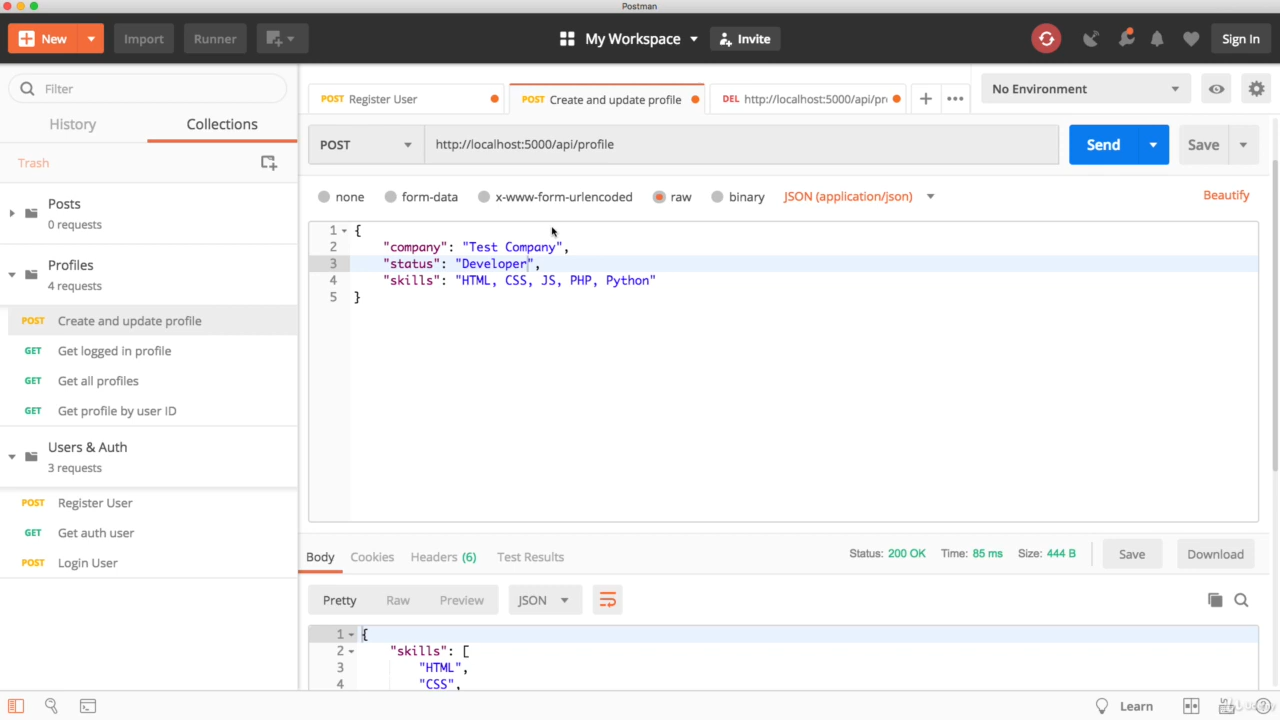 Postman
New
Import
Runner
My Workspace
Invite
Sign In
Filter
History
Collections
Trash
Posts
0 requests
Profiles
4 requests
POST Create and update profile
GET Get logged in profile
GET Get all profiles
GET Get profile by user ID
Users & Auth
3 requests
POST Register User
GET Get auth user
POST Login User
POST Register User
POST Create and update profile
DEL http://localhost:5000/api/pr
No Environment
POST
http://localhost:5000/api/profile
Send
Save
none
form-data
x-www-form-urlencoded
raw
binary
JSON (application/json)
Beautify
1 {
2 "company": "Test Company",
3 "status": "Developer",
4 "skills": "HTML, CSS, JS, PHP, Python"
5 }
Body
Cookies
Headers (6)
Test Results
Status: 200 OK
Time: 85 ms
Size: 444 B
Save
Download
Pretty
Raw
Preview
JSON
1 {
2 "skills": [
3 "HTML",
4 "CSS",
Learn